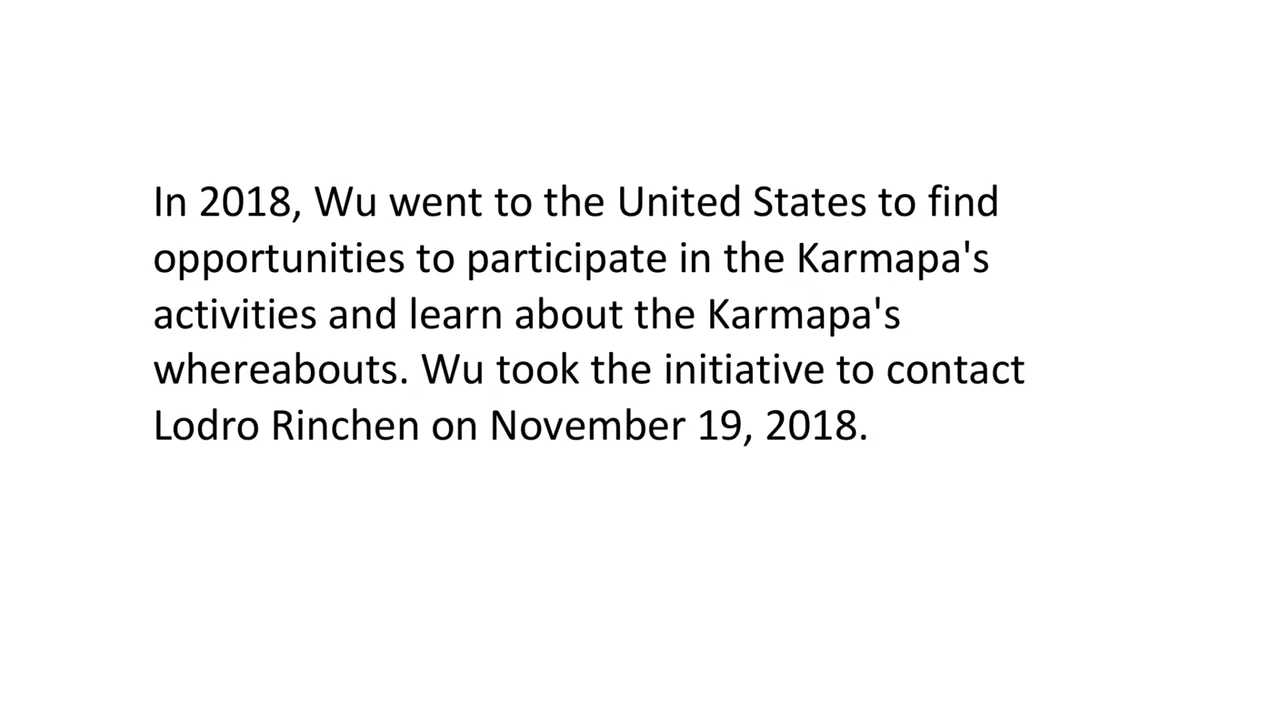 In 2018, Wu went to the United States to find
opportunities to participate in the Karmapa's
activities and learn about the Karmapa's
whereabouts. Wu took the initiative to contact
Lodro Rinchen on November 19, 2018.